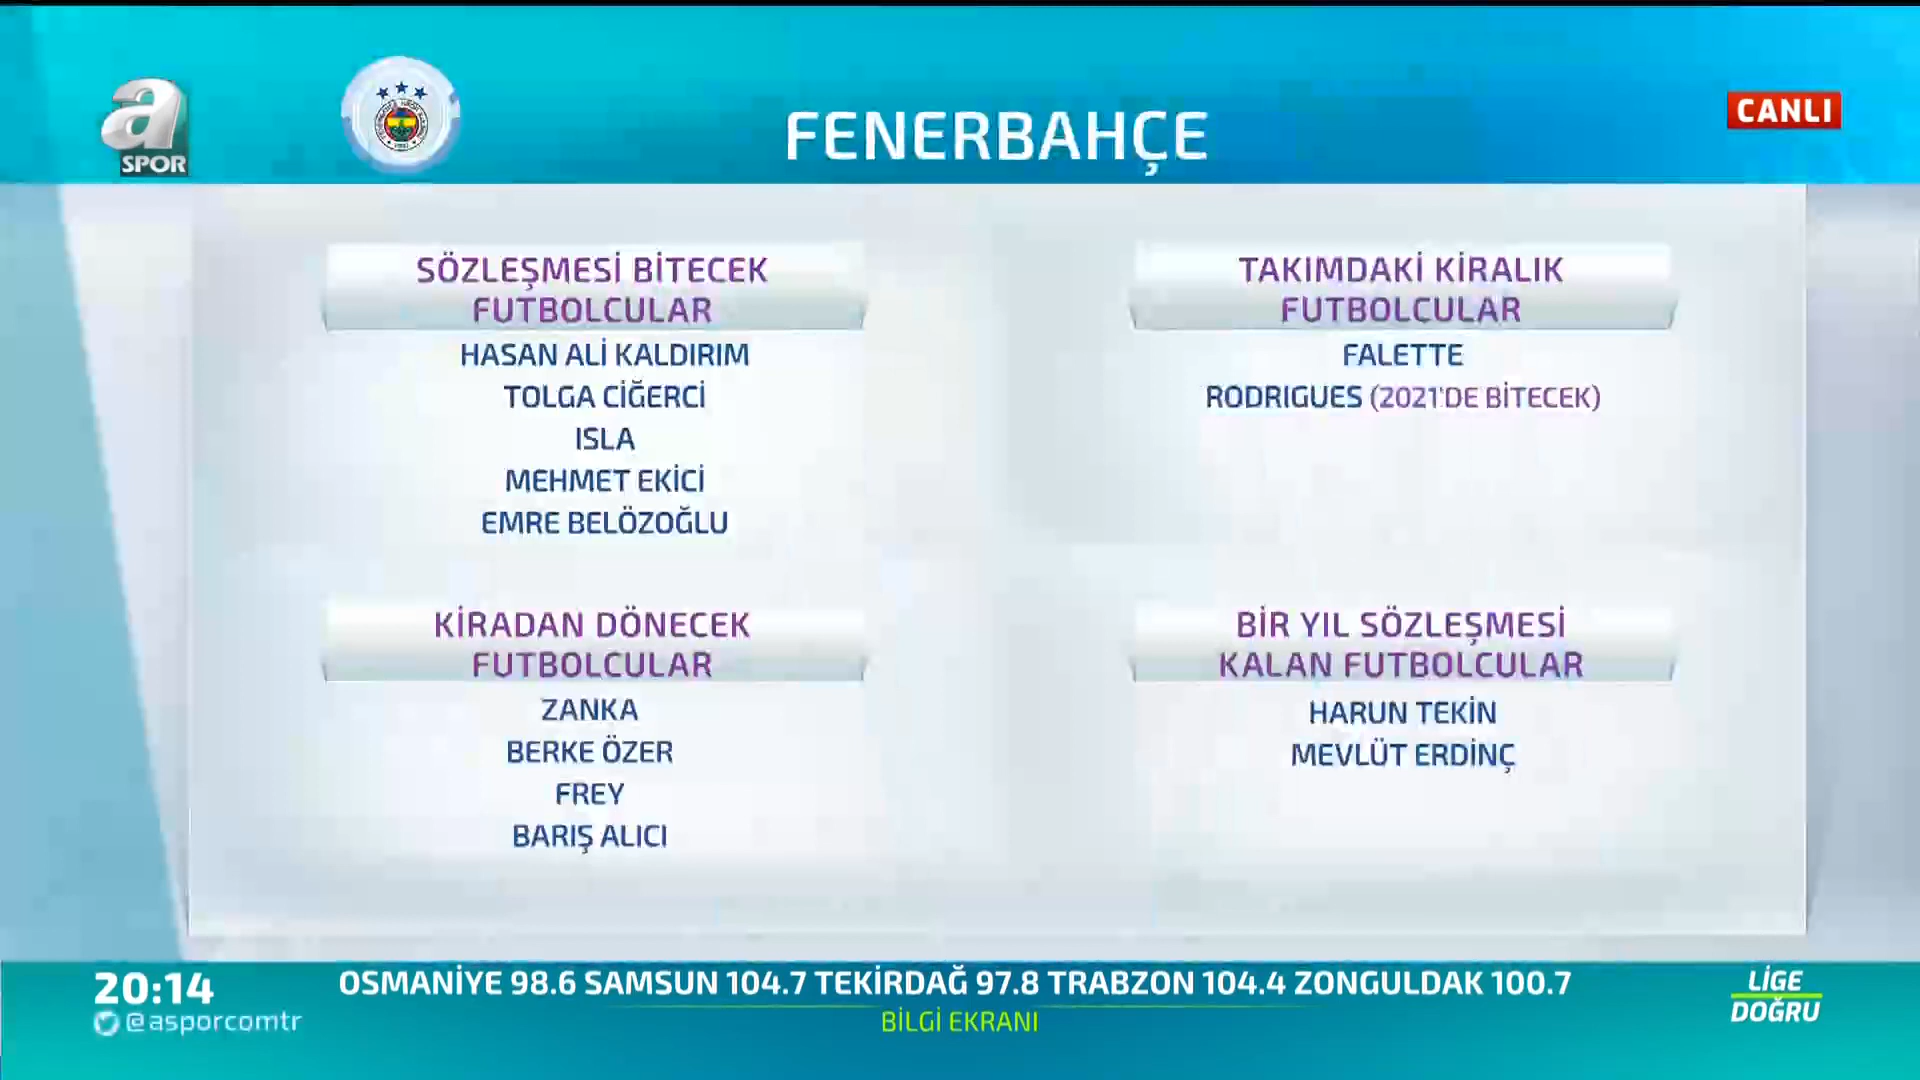 a
SPOR
FENERBAHÇE
CANLI
SÖZLEŞMESİ BİTECEK
FUTBOLCULAR
HASAN ALİ KALDIRIM
TOLGA CİĞERCİ
ISLA
MEHMET EKİCİ
EMRE BELÖZOĞLU
TAKIMDAKİ KİRALIK
FUTBOLCULAR
FALETTE
RODRIGUES (2021'DE BİTECEK)
KİRADAN DÖNECEK
FUTBOLCULAR
ZANKA
BERKE ÖZER
FREY
BARIŞ ALICI
BİR YIL SÖZLEŞMESİ
KALAN FUTBOLCULAR
HARUN TEKİN
MEVLÜT ERDİNÇ
20:14
@asporcomtr
OSMANİYE 98.6 SAMSUN 104.7 TEKİRDAĞ 97.8 TRABZON 104.4 ZONGULDAK 100.7
BİLGİ EKRANI
LİGE
DOĞRU